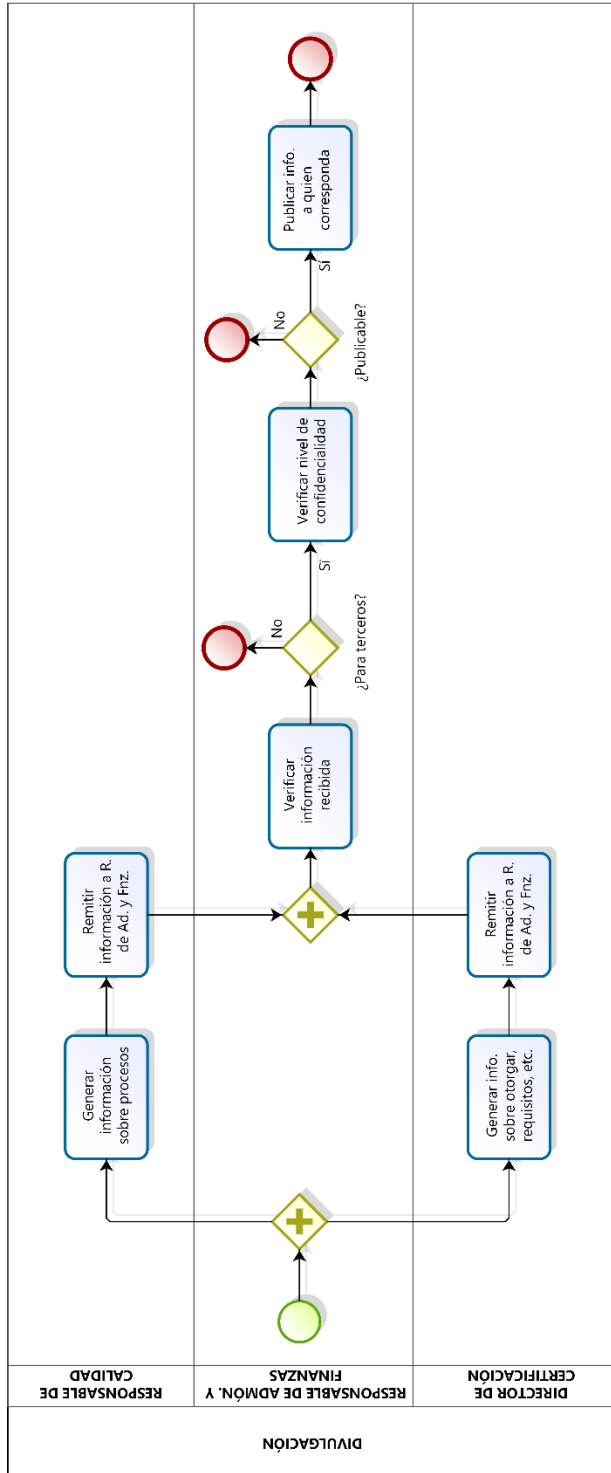 DIVULGACIÓN
RESPONSABLE DE
CALIDAD
Generar
información
sobre procesos
Remitir
información a R.
de Ad. y Fnz.
RESPONSABLE DE ADMÓN. Y
FINANZAS
Verificar
información
recibida
¿Para terceros?
No
Si
Verificar nivel de
confidencialidad
¿Publicable?
No
Sí
Publicar info.
a quien
corresponda
DIRECTOR DE
CERTIFICACIÓN
Generar info.
sobre otorgar,
requisitos, etc.
Remitir
información a R.
de Ad. y Fnz.